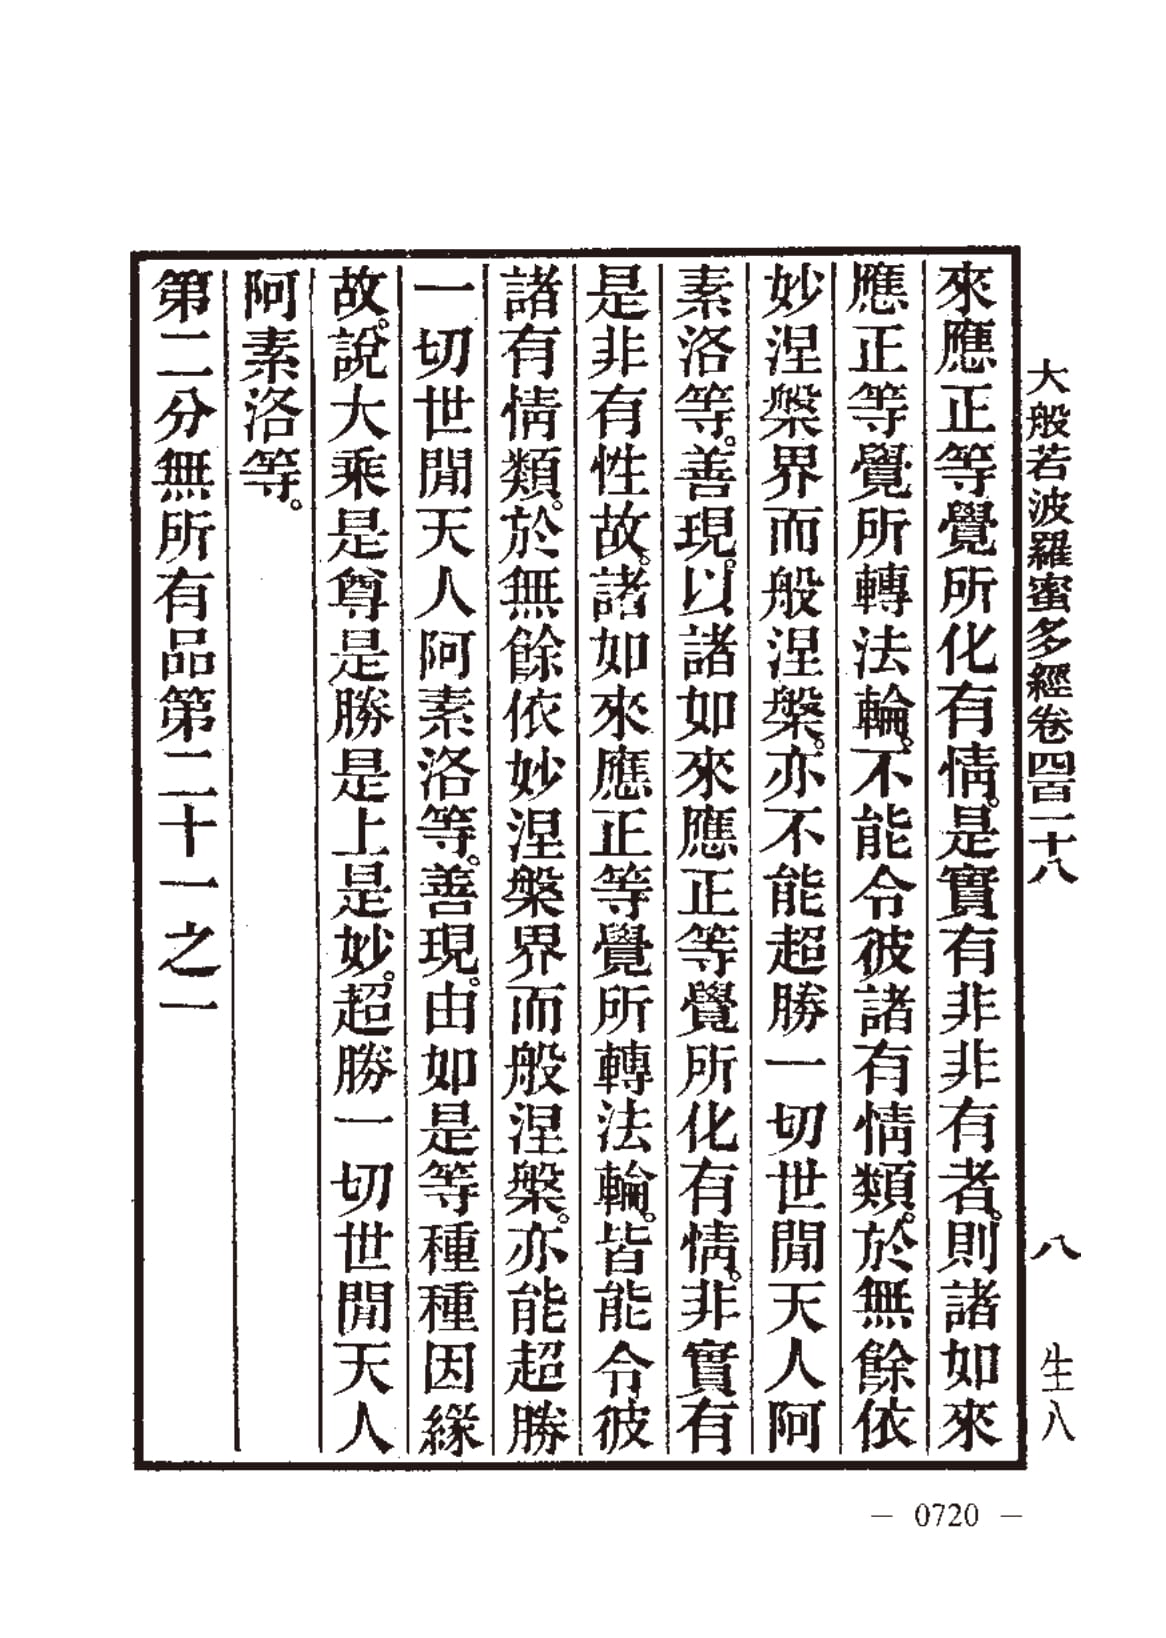 大般若波羅蜜多經卷四百一十八 八 生八
來應正等覺所化有情。是實有非非有者。則諸如來
應正等覺所轉法輪。不能令彼諸有情類。於無餘依
妙涅槃界而般涅槃。亦不能超勝一切世閒天人阿
素洛等。善現。以諸如來應正等覺所化有情。非實有
是非有性故。諸如來應正等覺所轉法輪。皆能令彼
諸有情類。於無餘依妙涅槃界而般涅槃。亦能超勝
一切世閒天人阿素洛等。善現。由如是等種種因緣
故。說大乘是尊是勝是上是妙。超勝一切世閒天人
阿素洛等。
第二分無所有品第二十一之一
— 0720 —